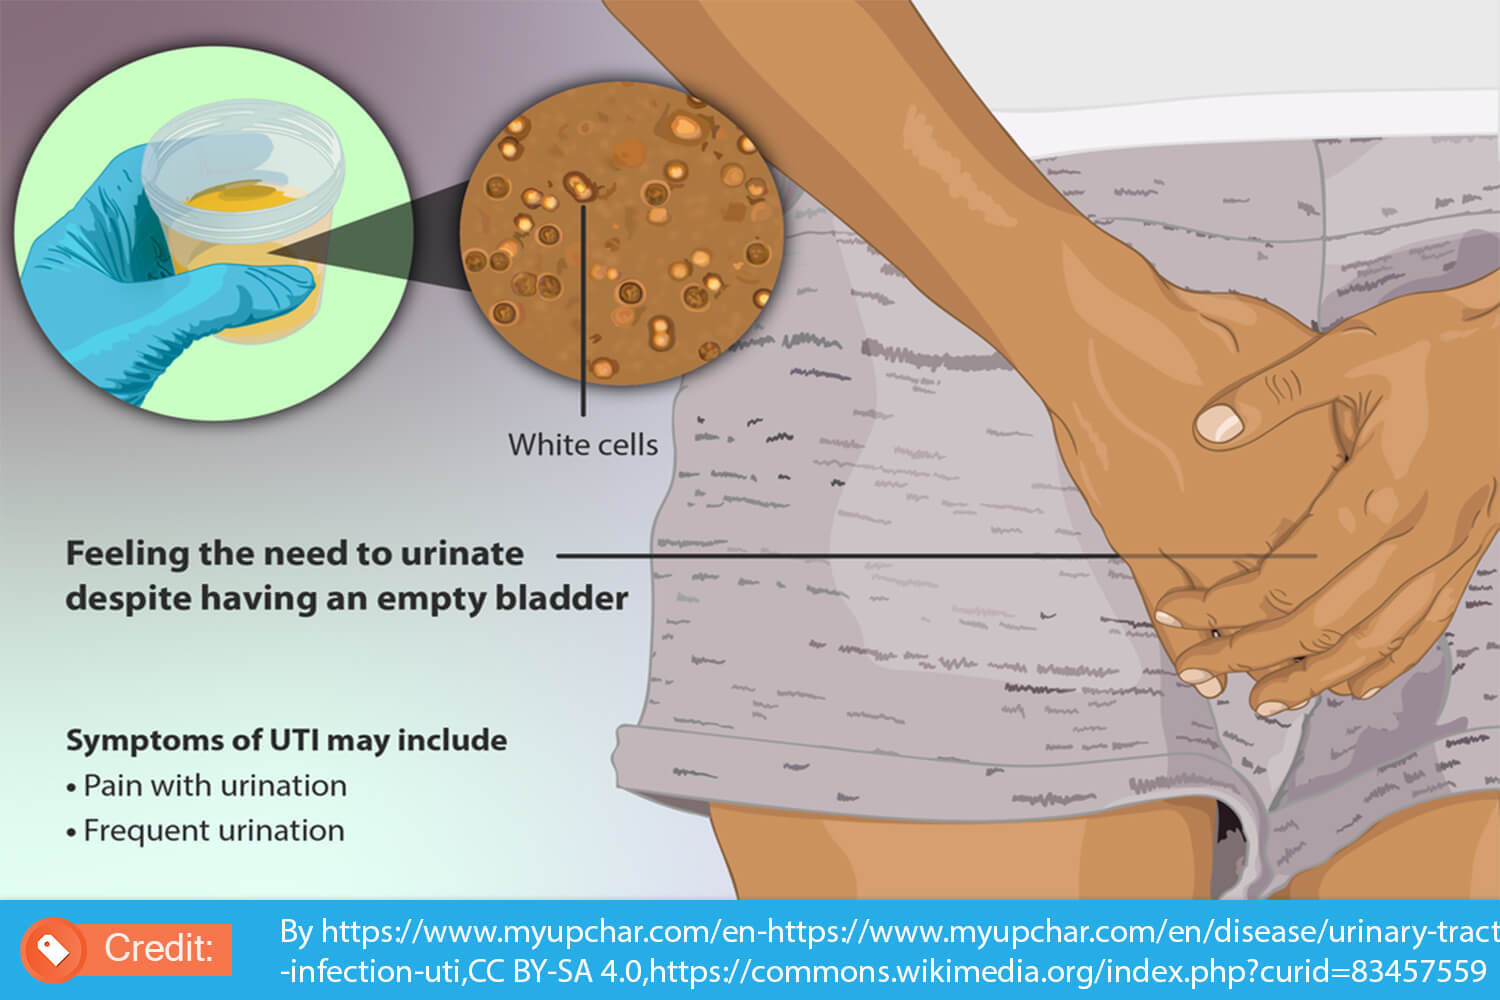 White cells
Feeling the need to urinate
despite having an empty bladder
Symptoms of UTI may include
• Pain with urination
• Frequent urination
Credit:
By https://www.myupchar.com/en-https://www.myupchar.com/en/disease/urinary-tract
-infection-uti,CC BY-SA 4.0,https://commons.wikimedia.org/index.php?curid=83457559